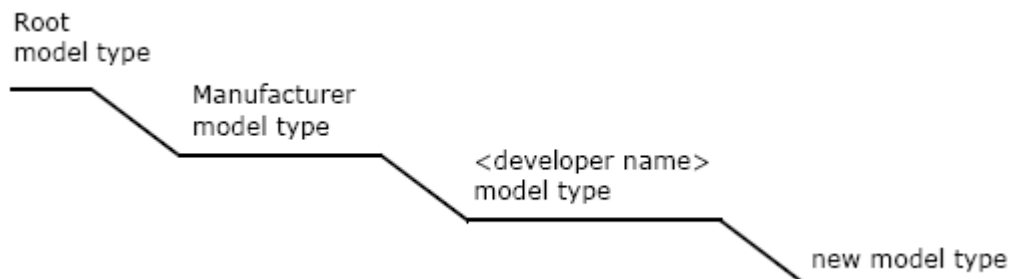 Root
model type
Manufacturer
model type
<developer name>
model type
new model type